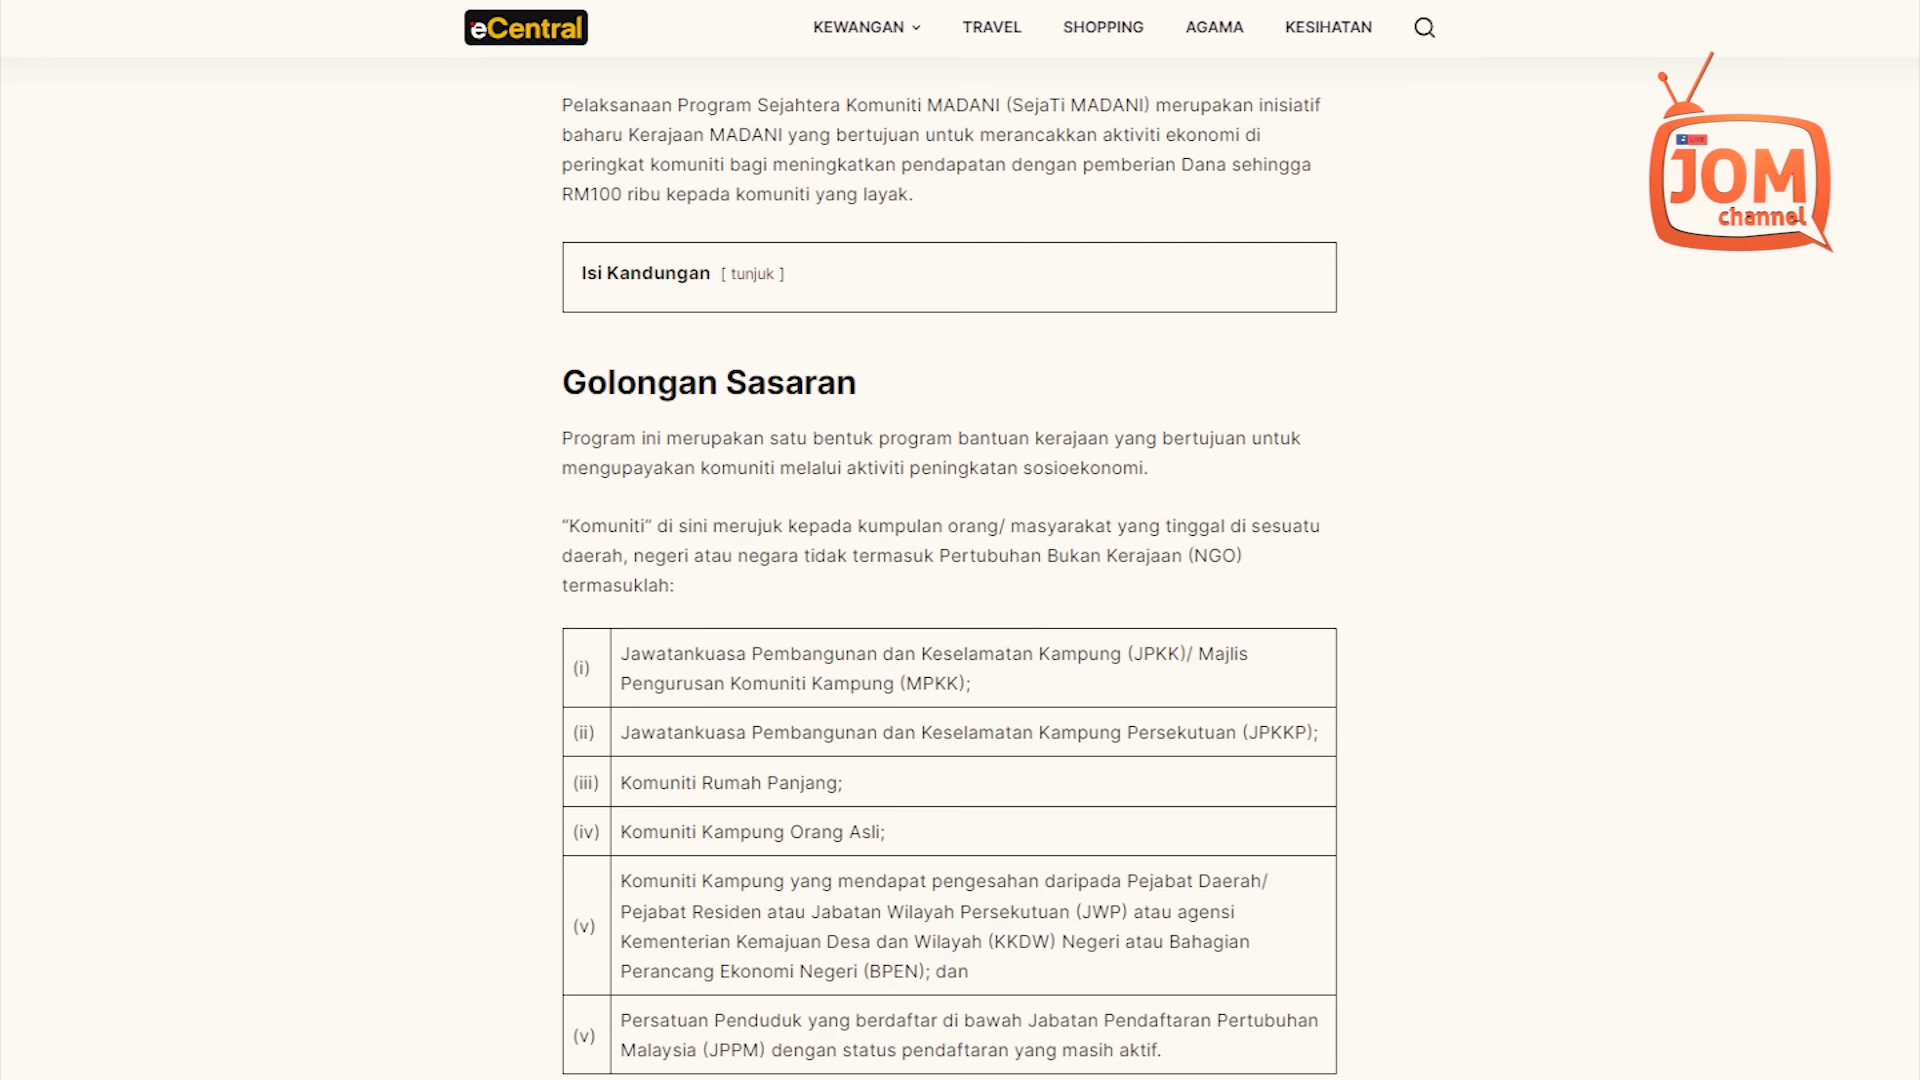 eCentral
KEWANGAN TRAVEL SHOPPING AGAMA KESIHATAN
LIVE
JOM
channel
Pelaksanaan Program Sejahtera Komuniti MADANI (SejaTi MADANI) merupakan inisiatif
baharu Kerajaan MADANI yang bertujuan untuk merancakkan aktiviti ekonomi di
peringkat komuniti bagi meningkatkan pendapatan dengan pemberian Dana sehingga
RM100 ribu kepada komuniti yang layak.
Isi Kandungan [ tunjuk ]
Golongan Sasaran
Program ini merupakan satu bentuk program bantuan kerajaan yang bertujuan untuk
mengupayakan komuniti melalui aktiviti peningkatan sosioekonomi.
“Komuniti” di sini merujuk kepada kumpulan orang/ masyarakat yang tinggal di sesuatu
daerah, negeri atau negara tidak termasuk Pertubuhan Bukan Kerajaan (NGO)
termasuklah:
(i) Jawatankuasa Pembangunan dan Keselamatan Kampung (JPKK)/ Majlis
Pengurusan Komuniti Kampung (MPKK);
(ii) Jawatankuasa Pembangunan dan Keselamatan Kampung Persekutuan (JPKKP);
(iii) Komuniti Rumah Panjang;
(iv) Komuniti Kampung Orang Asli;
(v) Komuniti Kampung yang mendapat pengesahan daripada Pejabat Daerah/
Pejabat Residen atau Jabatan Wilayah Persekutuan (JWP) atau agensi
Kementerian Kemajuan Desa dan Wilayah (KKDW) Negeri atau Bahagian
Perancang Ekonomi Negeri (BPEN); dan
(v) Persatuan Penduduk yang berdaftar di bawah Jabatan Pendaftaran Pertubuhan
Malaysia (JPPM) dengan status pendaftaran yang masih aktif.